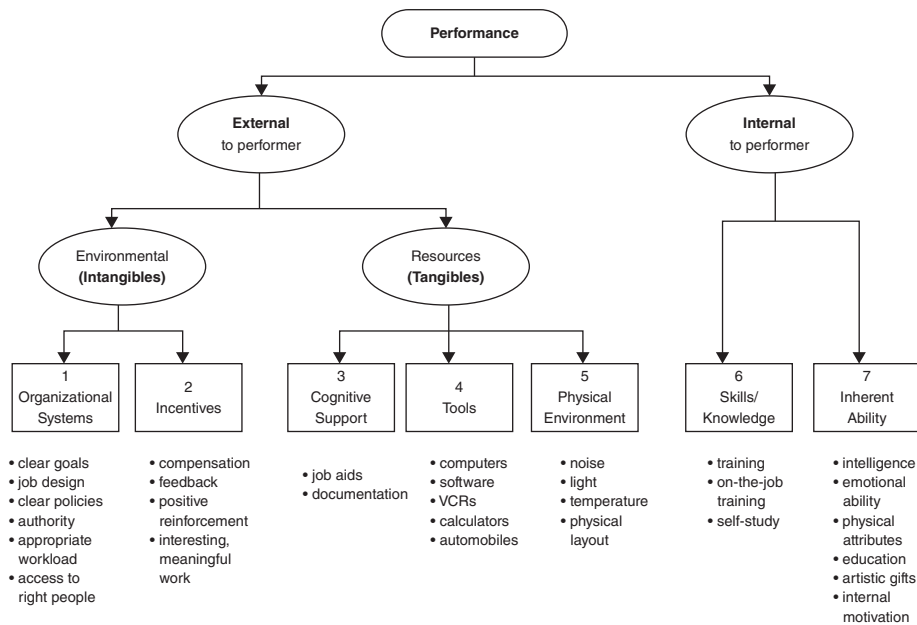 Performance
External
to performer
Internal
to performer
Environmental
(Intangibles)
Resources
(Tangibles)
1
Organizational
Systems
2
Incentives
3
Cognitive
Support
4
Tools
5
Physical
Environment
6
Skills/
Knowledge
7
Inherent
Ability
• clear goals
• job design
• clear policies
• authority
• appropriate
workload
• access to
right people
• compensation
• feedback
• positive
reinforcement
• interesting,
meaningful
work
• job aids
• documentation
• computers
• software
• VCRs
• calculators
• automobiles
• noise
• light
• temperature
• physical
layout
• training
• on-the-job
training
• self-study
• intelligence
• emotional
ability
• physical
attributes
• education
• artistic gifts
• internal
motivation